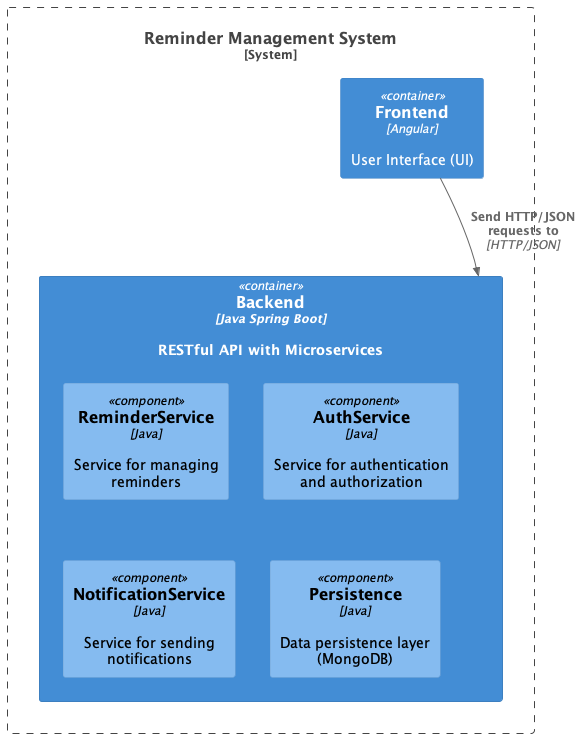 Reminder Management System
[System]
«container»
Frontend
[Angular]
User Interface (UI)
Send HTTP/JSON
requests to
[HTTP/JSON]
«container»
Backend
[Java Spring Boot]
RESTful API with Microservices
«component»
ReminderService
[Java]
Service for managing
reminders
«component»
AuthService
[Java]
Service for authentication
and authorization
«component»
NotificationService
[Java]
Service for sending
notifications
«component»
Persistence
[Java]
Data persistence layer
(MongoDB)